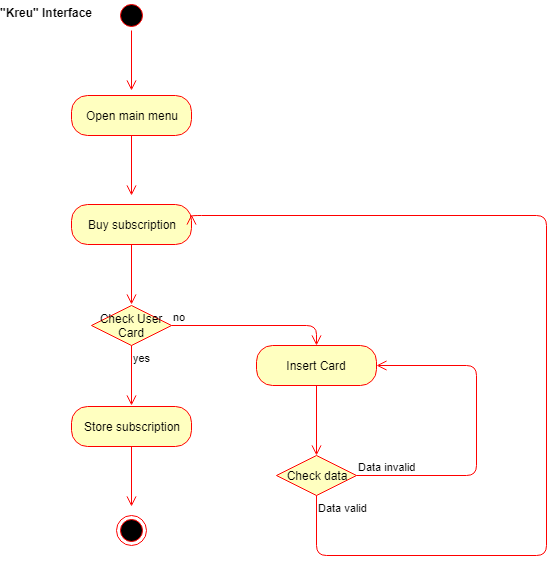 "Kreu" Interface
Open main menu
Buy subscription
Check User
Card
no
yes
Insert Card
Store subscription
Check data
Data invalid
Data valid